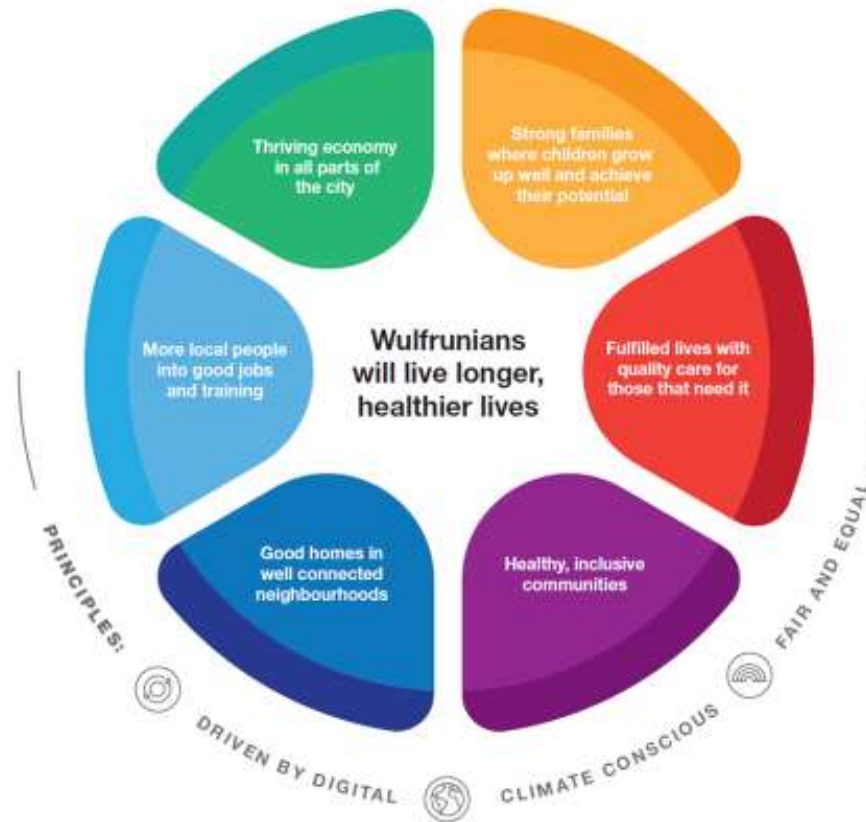 Thriving economy
in all parts of
the city
Strong families
where children grow
up well and achieve
their potential
More local people
into good jobs
and training
Wulfrunians
will live longer,
healthier lives
Fulfilled lives with
quality care for
those that need it
Good homes in
well connected
neighbourhoods
Healthy, inclusive
communities
PRINCIPLES:
DRIVEN BY DIGITAL
CLIMATE CONSCIOUS
FAIR AND EQUAL